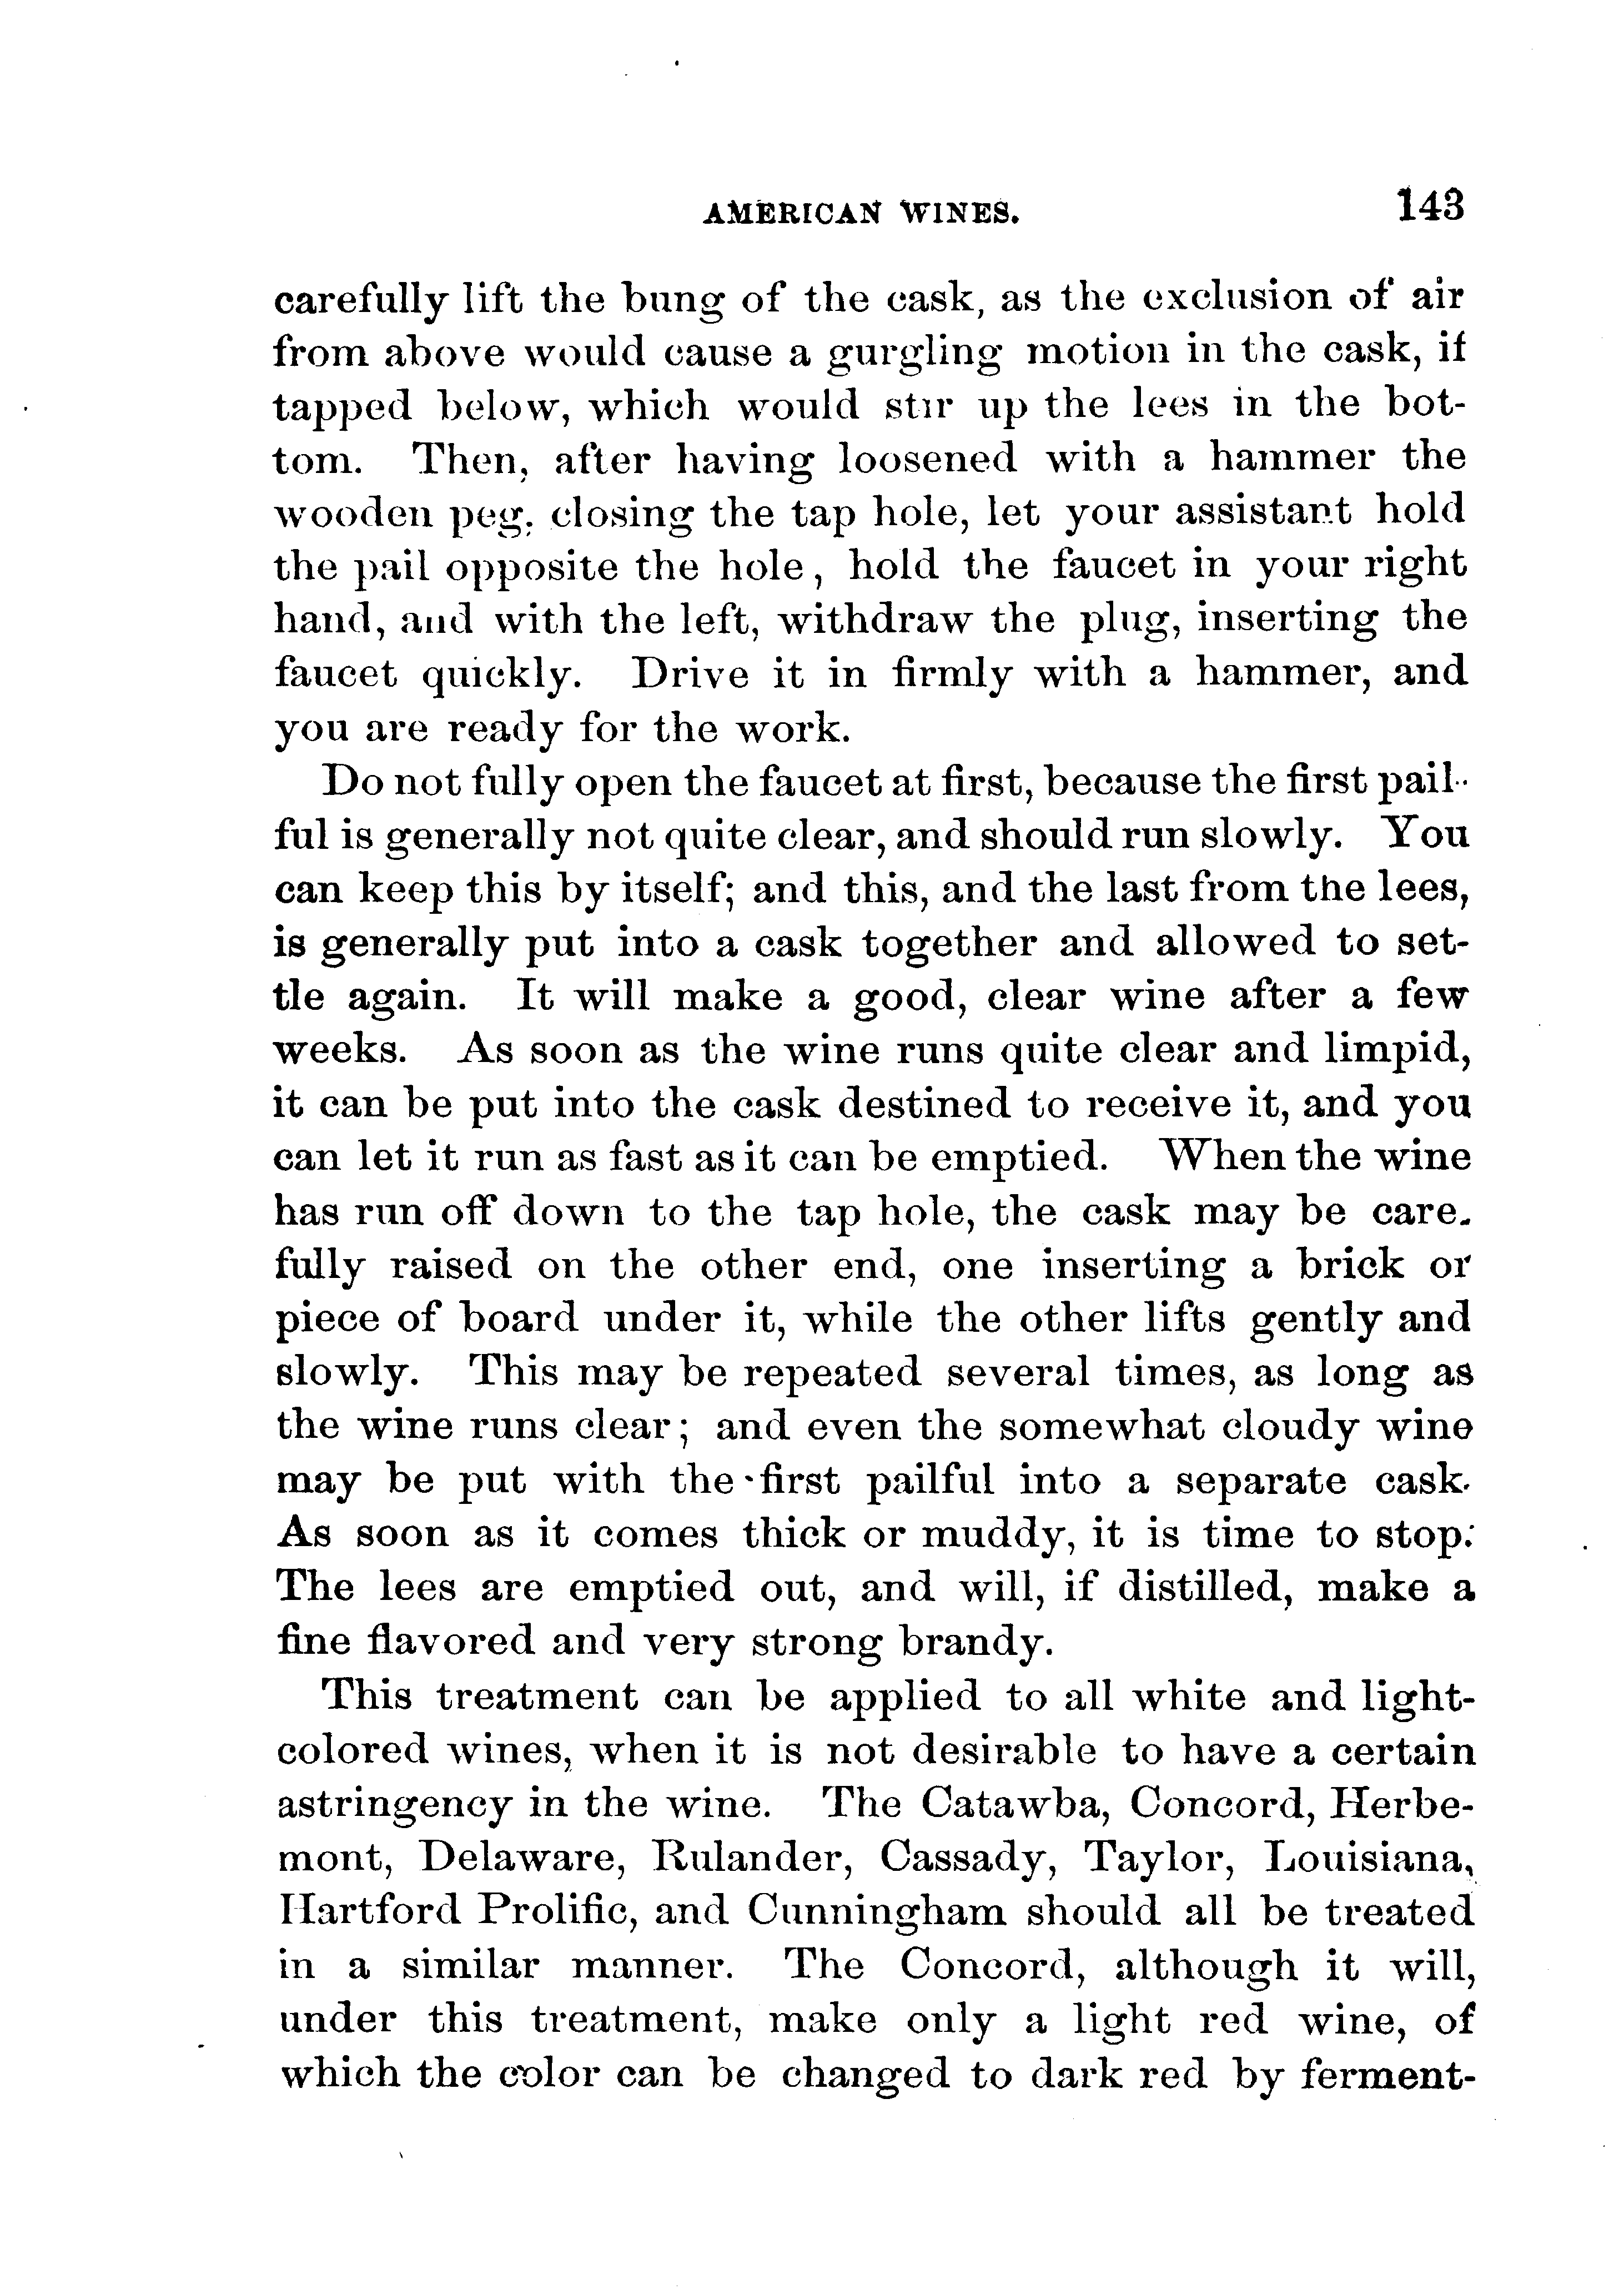 AMERICAN WINES. 143
carefully lift the bung of the cask, as the exclusion of air
from above would cause a gurgling motion in the cask, if
tapped below, which would stir up the lees in the bot-
tom. Then, after having loosened with a hammer the
wooden peg, closing the tap hole, let your assistant hold
the pail opposite the hole, hold the faucet in your right
hand, and with the left, withdraw the plug, inserting the
faucet quickly. Drive it in firmly with a hammer, and
you are ready for the work.
Do not fully open the faucet at first, because the first pail-
ful is generally not quite clear, and should run slowly. You
can keep this by itself; and this, and the last from the lees,
is generally put into a cask together and allowed to set-
tle again. It will make a good, clear wine after a few
weeks. As soon as the wine runs quite clear and limpid,
it can be put into the cask destined to receive it, and you
can let it run as fast as it can be emptied. When the wine
has run off down to the tap hole, the cask may be care-
fully raised on the other end, one inserting a brick or
piece of board under it, while the other lifts gently and
slowly. This may be repeated several times, as long as
the wine runs clear; and even the somewhat cloudy wine
may be put with the first pailful into a separate cask.
As soon as it comes thick or muddy, it is time to stop.
The lees are emptied out, and will, if distilled, make a
fine flavored and very strong brandy.
This treatment can be applied to all white and light-
colored wines, when it is not desirable to have a certain
astringency in the wine. The Catawba, Concord, Herbe-
mont, Delaware, Rulander, Cassady, Taylor, Louisiana,
Hartford Prolific, and Cunningham should all be treated
in a similar manner. The Concord, although it will,
under this treatment, make only a light red wine, of
which the color can be changed to dark red by ferment-